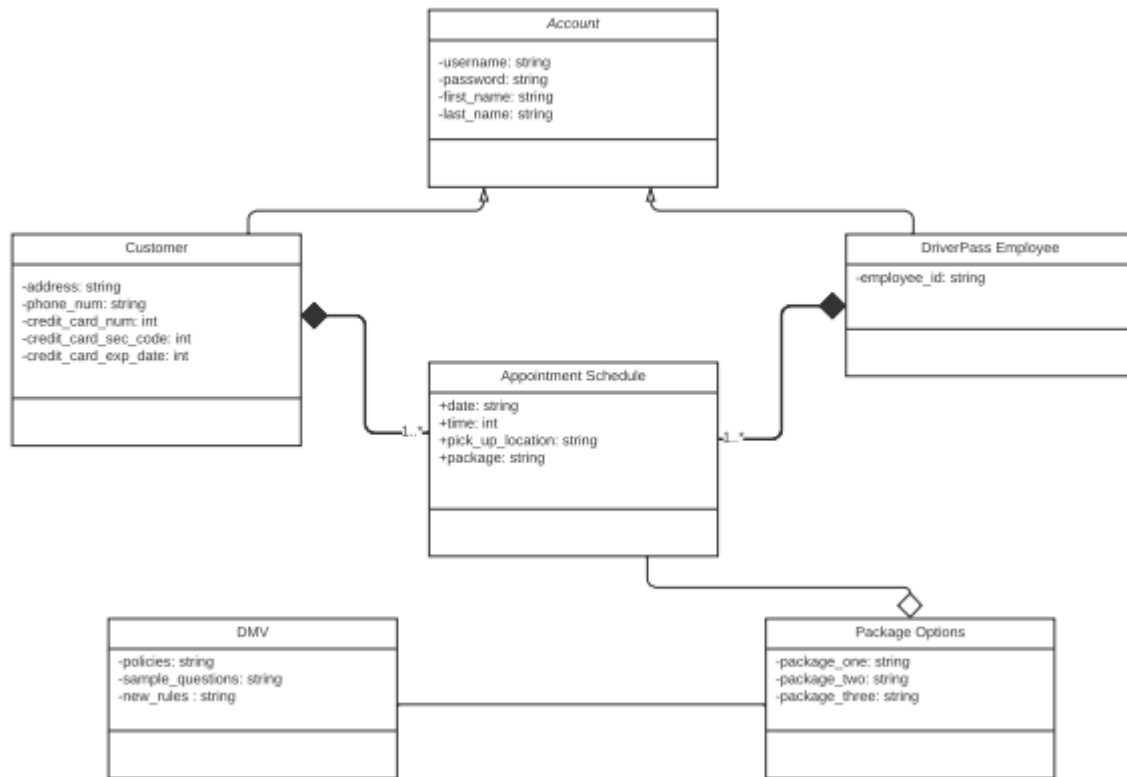 Account
-username: string
-password: string
-first_name: string
-last_name: string
Customer
-address: string
-phone_num: string
-credit_card_num: int
-credit_card_sec_code: int
-credit_card_exp_date: int
DriverPass Employee
-employee_id: string
Appointment Schedule
+date: string
+time: int
+pick_up_location: string
+package: string
1..*
1..*
DMV
-policies: string
-sample_questions: string
-new_rules : string
Package Options
-package_one: string
-package_two: string
-package_three: string